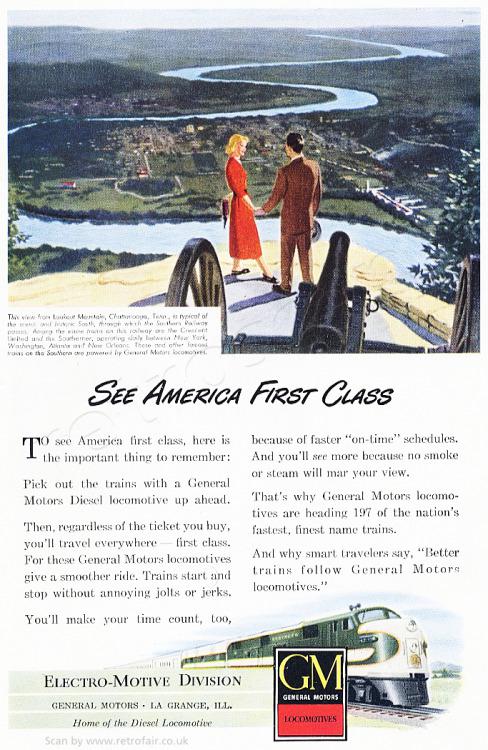 This view from Lookout Mountain, Chattanooga, Tenn., is typical of
the scenic and historic South, through which the Southern Railway
passes. Among the name trains on this railway are the Crescent
Limited and the Southerner, operating daily between New York,
Washington, Atlanta and New Orleans. These and other famous
trains on the Southern are powered by General Motors locomotives.
SEE AMERICA FIRST CLASS
TO see America first class, here is
the important thing to remember:
Pick out the trains with a General
Motors Diesel locomotive up ahead.
Then, regardless of the ticket you buy,
you'll travel everywhere — first class.
For these General Motors locomotives
give a smoother ride. Trains start and
stop without annoying jolts or jerks.
You'll make your time count, too,
because of faster "on-time" schedules.
And you'll see more because no smoke
or steam will mar your view.
That's why General Motors locomo-
tives are heading 197 of the nation's
fastest, finest name trains.
And why smart travelers say, "Better
trains follow General Motors
locomotives."
SOUTHERN
ELECTRO-MOTIVE DIVISION
GENERAL MOTORS · LA GRANGE, ILL.
Home of the Diesel Locomotive
GM
GENERAL MOTORS
LOCOMOTIVES
Scan by www.retrofair.co.uk